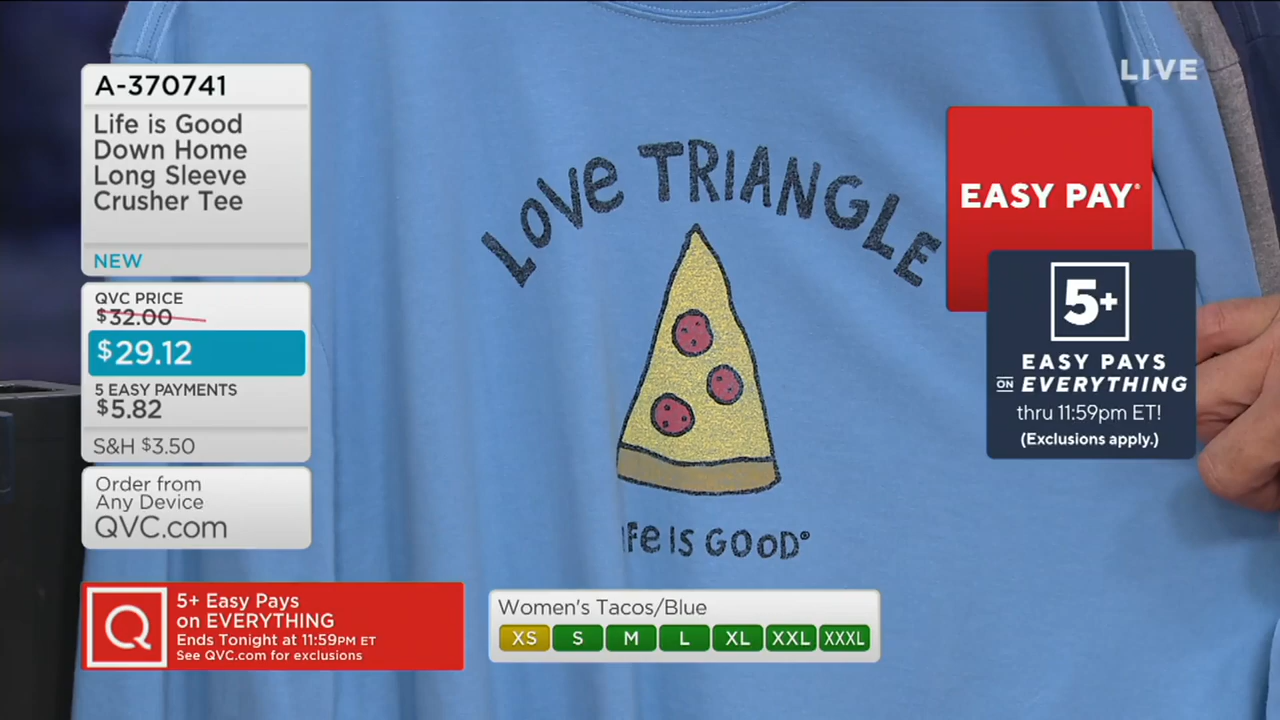 LIVE
A-370741
Life is Good
Down Home
Long Sleeve
Crusher Tee
NEW
QVC PRICE
$32.00
$29.12
5 EASY PAYMENTS
$5.82
S&H $3.50
Order from
Any Device
QVC.com
LOVE TRIANGLE
LIFE IS GOOD®
EASY PAY®
5+
EASY PAYS
ON EVERYTHING
thru 11:59pm ET!
(Exclusions apply.)
Q
5+ Easy Pays
on EVERYTHING
Ends Tonight at 11:59PM ET
See QVC.com for exclusions
Women's Tacos/Blue
XS S M L XL XXL XXXL